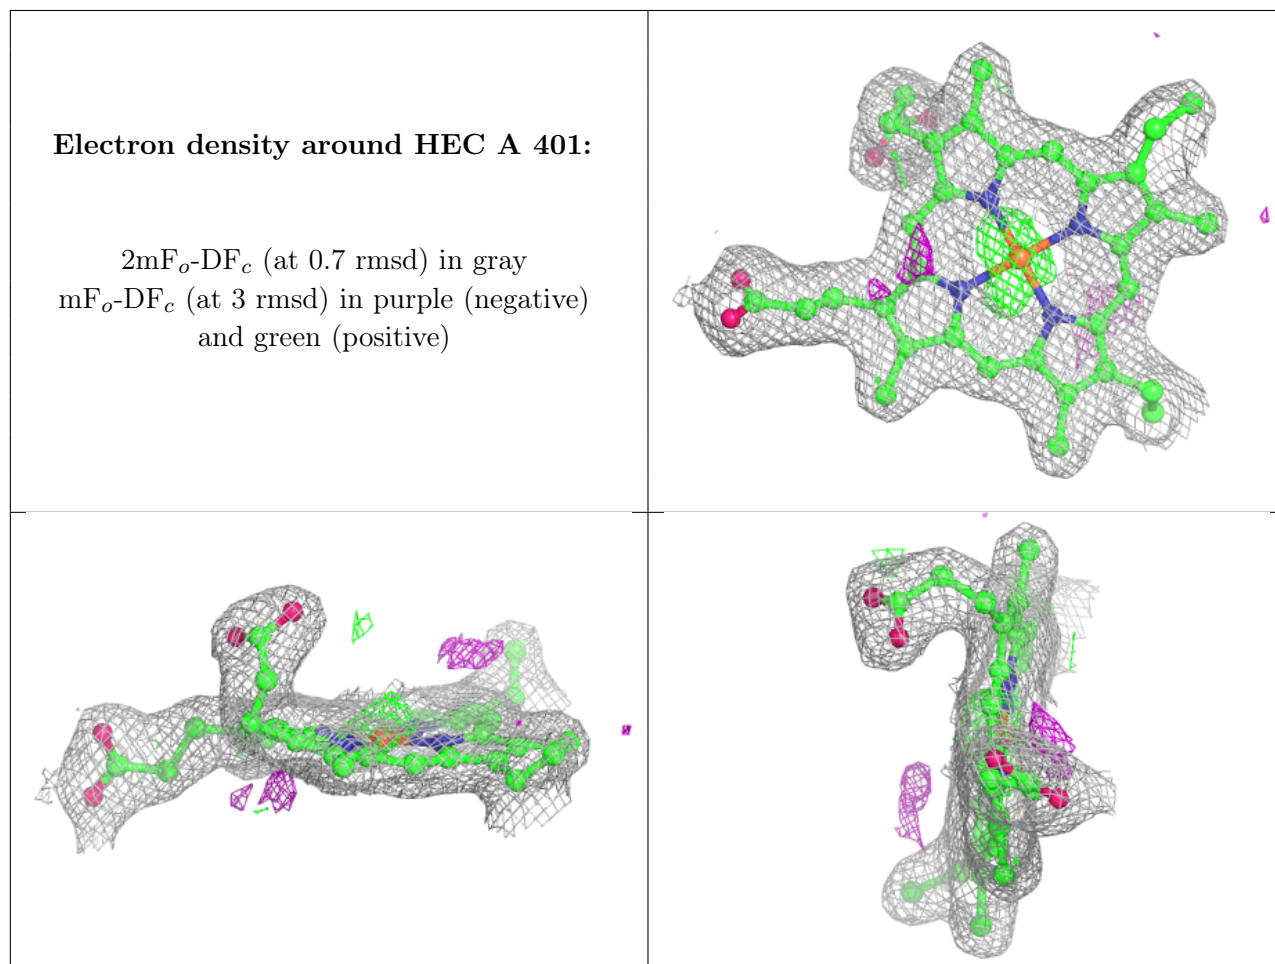 Electron density around HEC A 401:
2mFo-DFc (at 0.7 rmsd) in gray
mFo-DFc (at 3 rmsd) in purple (negative)
and green (positive)